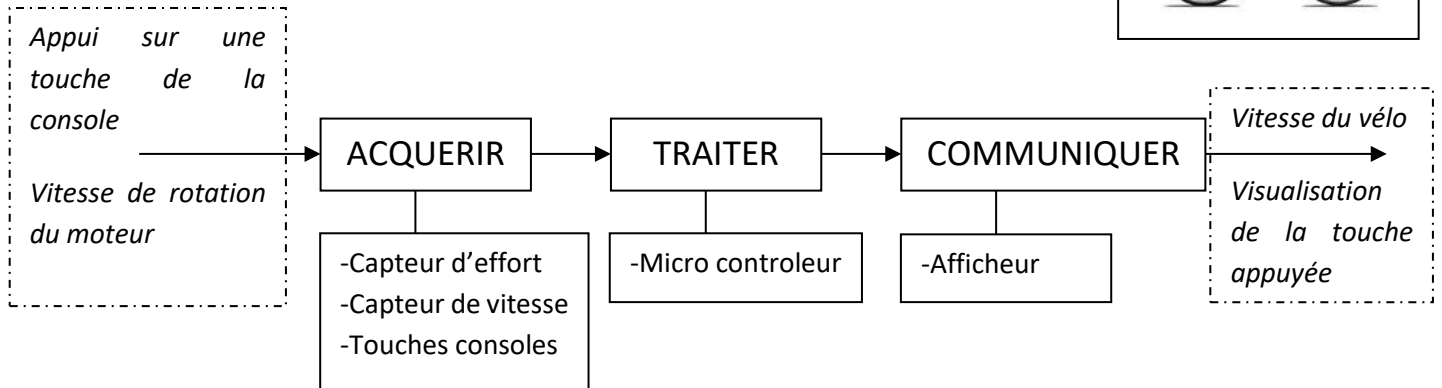 Appui sur une
touche de la
console
Vitesse de rotation
du moteur
ACQUERIR
TRAITER
COMMUNIQUER
-Capteur d'effort
-Capteur de vitesse
-Touches consoles
-Micro controleur
-Afficheur
Vitesse du vélo
Visualisation
de la touche
appuyée